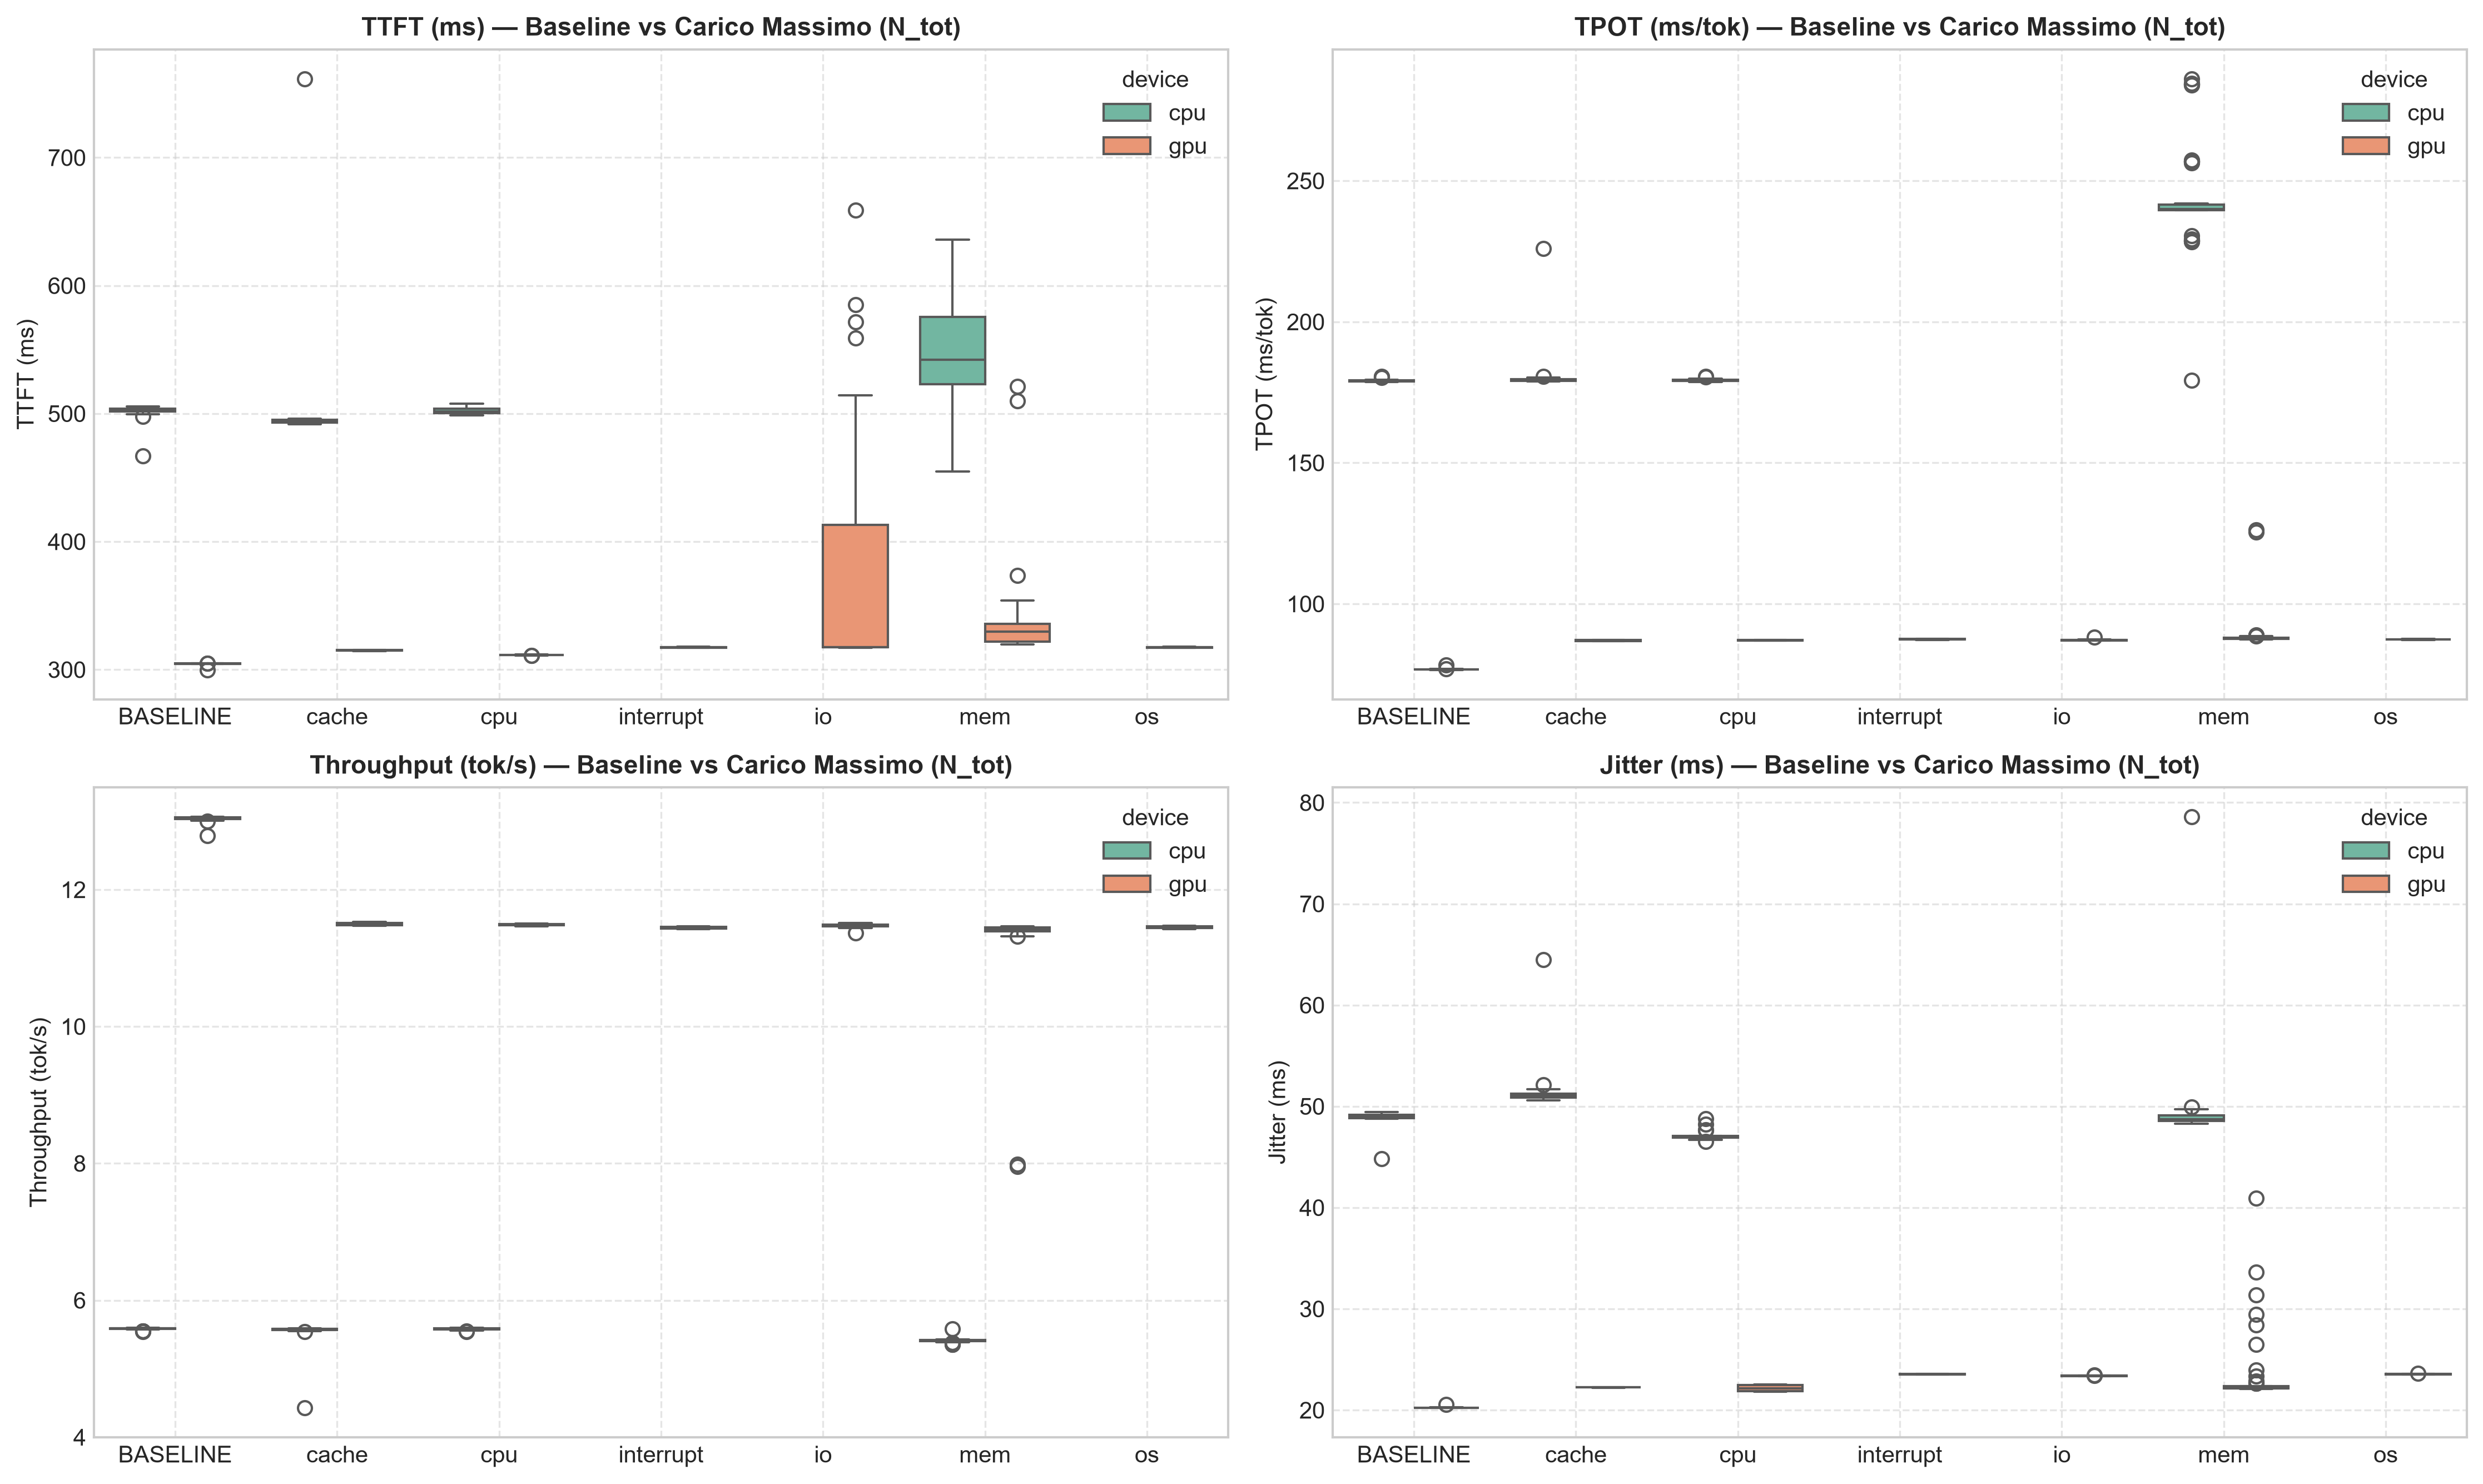 TTFT (ms) — Baseline vs Carico Massimo (N_tot)
TTFT (ms)
700
600
500
400
300
BASELINE cache cpu interrupt io mem os
device
cpu
gpu
TPOT (ms/tok) — Baseline vs Carico Massimo (N_tot)
TPOT (ms/tok)
250
200
150
100
BASELINE cache cpu interrupt io mem os
device
cpu
gpu
Throughput (tok/s) — Baseline vs Carico Massimo (N_tot)
Throughput (tok/s)
12
10
8
6
4
BASELINE cache cpu interrupt io mem os
device
cpu
gpu
Jitter (ms) — Baseline vs Carico Massimo (N_tot)
Jitter (ms)
80
70
60
50
40
30
20
BASELINE cache cpu interrupt io mem os
device
cpu
gpu